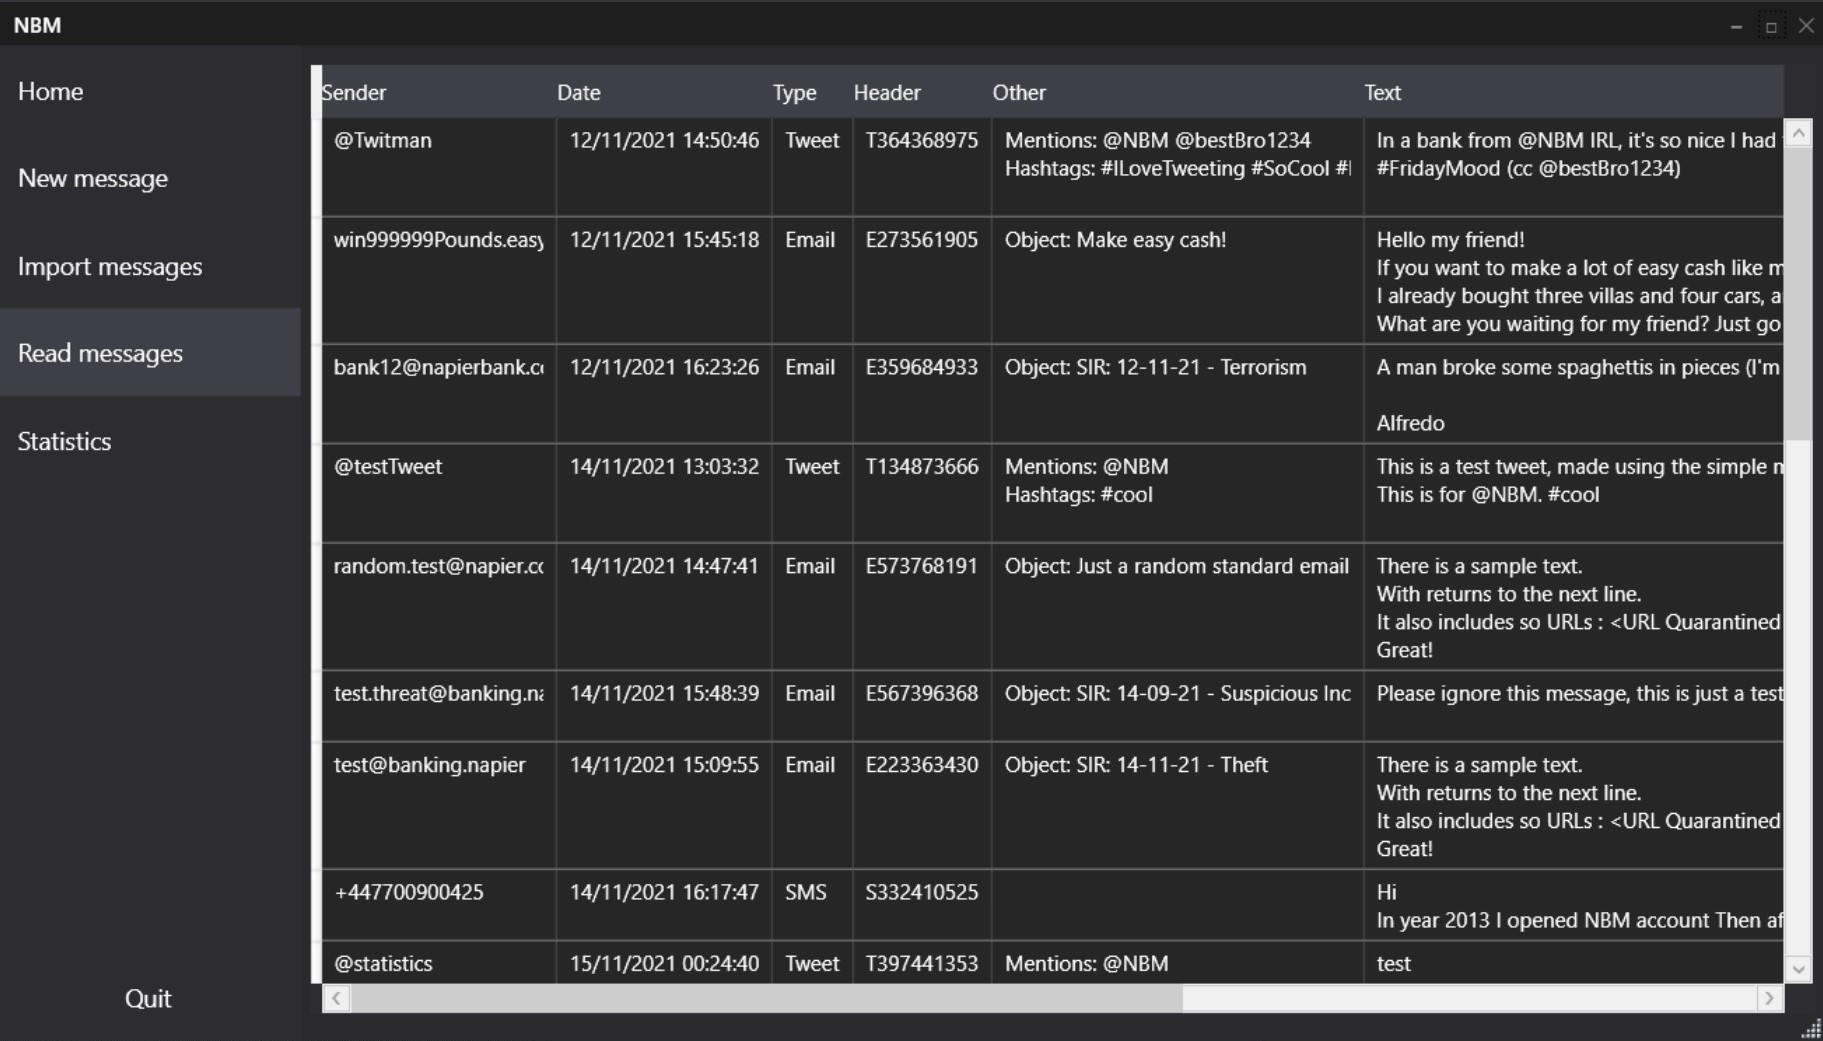 NBM
Home
New message
Import messages
Read messages
Statistics
Quit
Sender Date Type Header Other Text
@Twitman 12/11/2021 14:50:46 Tweet T364368975 Mentions: @NBM @bestBro1234 In a bank from @NBM IRL, it's so nice I had
Hashtags: #ILoveTweeting #SoCool #FridayMood (cc @bestBro1234)
win999999Pounds.easy 12/11/2021 15:45:18 Email E273561905 Object: Make easy cash! Hello my friend!
If you want to make a lot of easy cash like
I already bought three villas and four cars,
What are you waiting for my friend? Just go
bank12@napierbank.c 12/11/2021 16:23:26 Email E359684933 Object: SIR: 12-11-21 - Terrorism A man broke some spaghettis in pieces (I'm
Alfredo
@testTweet 14/11/2021 13:03:32 Tweet T134873666 Mentions: @NBM This is a test tweet, made using the simple
Hashtags: #cool This is for @NBM. #cool
random.test@napier.c 14/11/2021 14:47:41 Email E573768191 Object: Just a random standard email There is a sample text.
With returns to the next line.
It also includes so URLs : <URL Quarantined
Great!
test.threat@banking.na 14/11/2021 15:48:39 Email E567396368 Object: SIR: 14-09-21 - Suspicious Inc Please ignore this message, this is just a test
test@banking.napier 14/11/2021 15:09:55 Email E223363430 Object: SIR: 14-11-21 - Theft There is a sample text.
With returns to the next line.
It also includes so URLs : <URL Quarantined
Great!
+447700900425 14/11/2021 16:17:47 SMS S332410525 Hi
In year 2013 I opened NBM account Then af
@statistics 15/11/2021 00:24:40 Tweet T397441353 Mentions: @NBM test